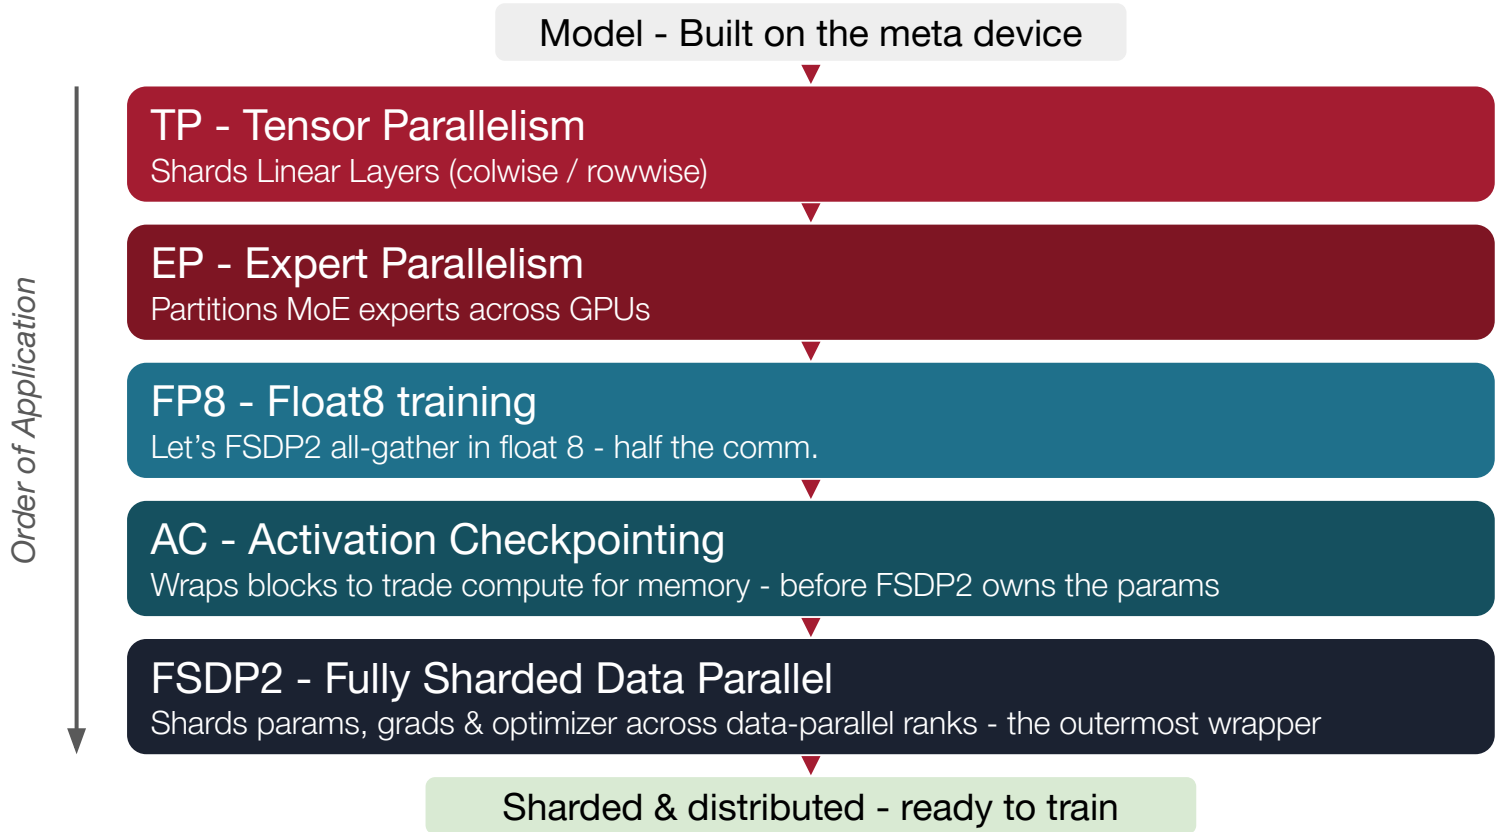 Model - Built on the meta device
Order of Application
TP - Tensor Parallelism
Shards Linear Layers (colwise / rowwise)
EP - Expert Parallelism
Partitions MoE experts across GPUs
FP8 - Float8 training
Let’s FSDP2 all-gather in float 8 - half the comm.
AC - Activation Checkpointing
Wraps blocks to trade compute for memory - before FSDP2 owns the params
FSDP2 - Fully Sharded Data Parallel
Shards params, grads & optimizer across data-parallel ranks - the outermost wrapper
Sharded & distributed - ready to train